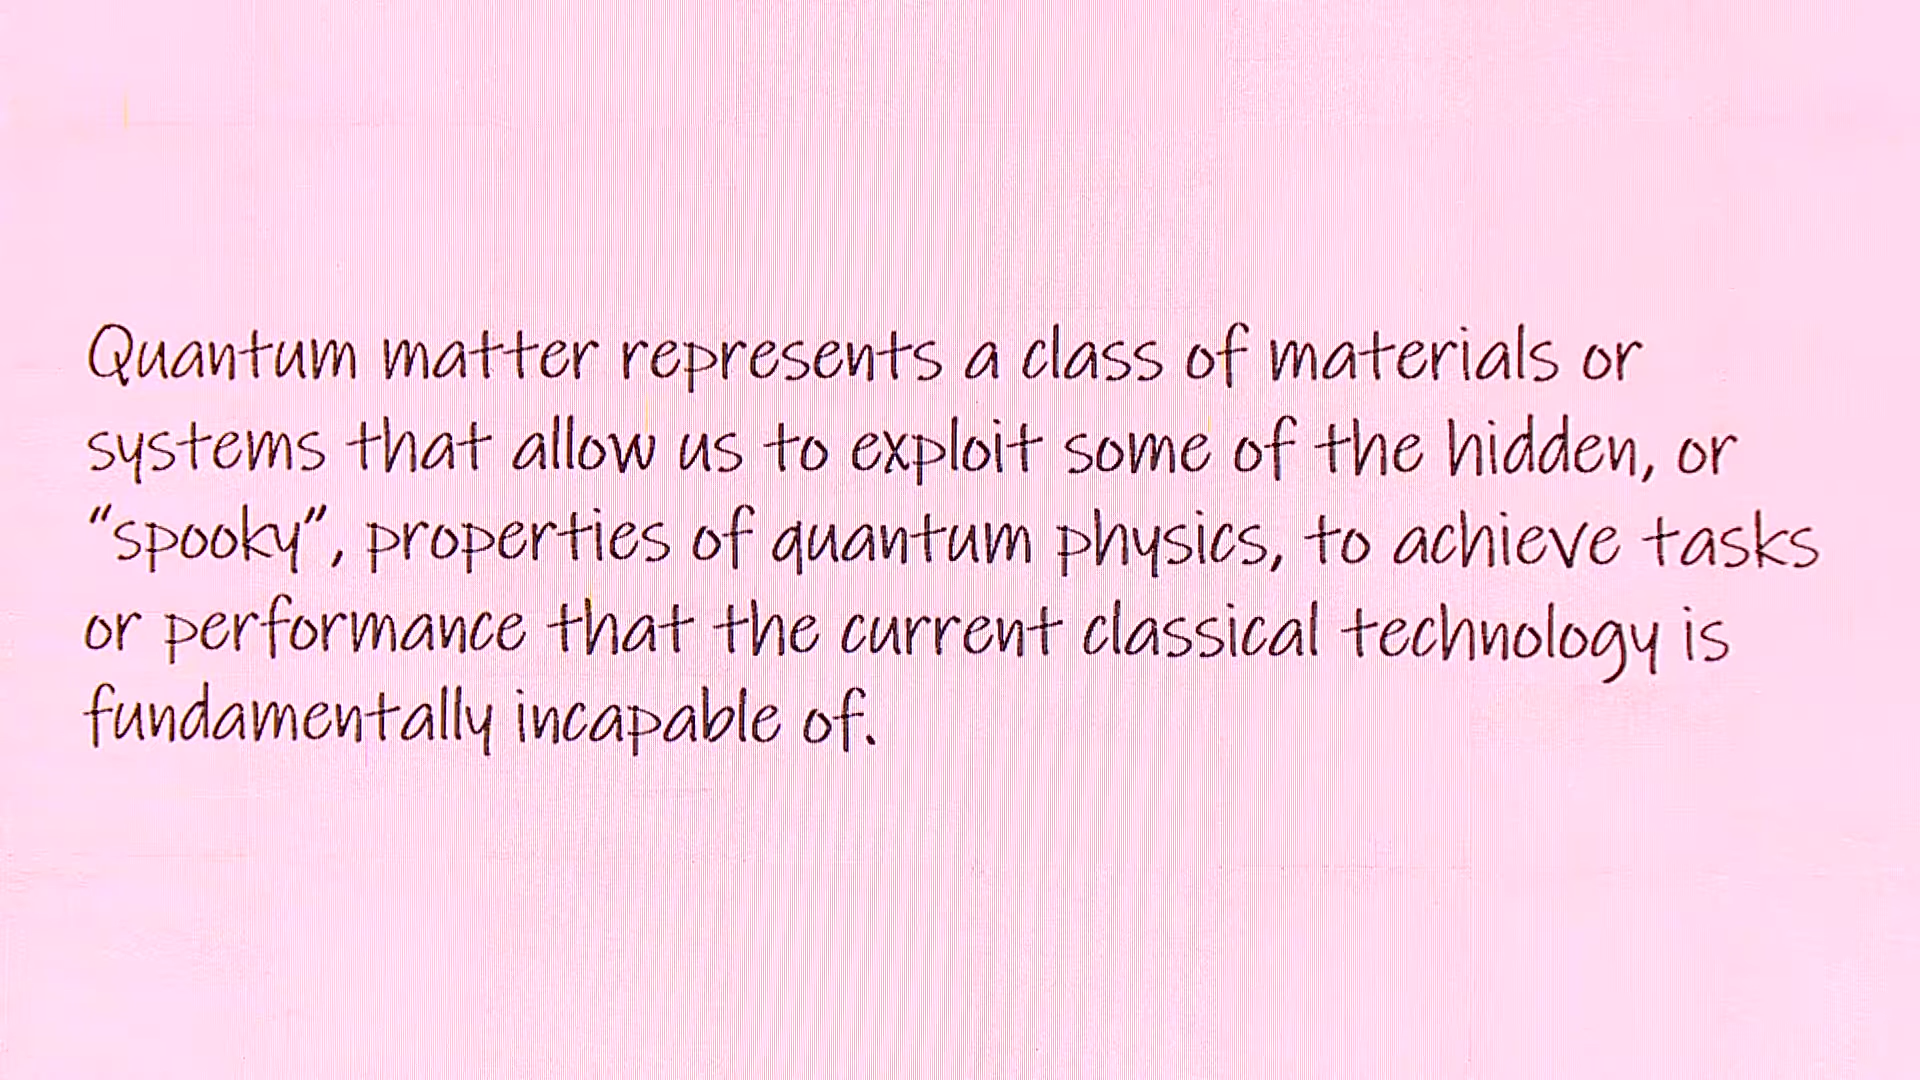 Quantum matter represents a class of materials or
systems that allow us to exploit some of the hidden, or
“spooky”, properties of quantum physics, to achieve tasks
or performance that the current classical technology is
fundamentally incapable of.